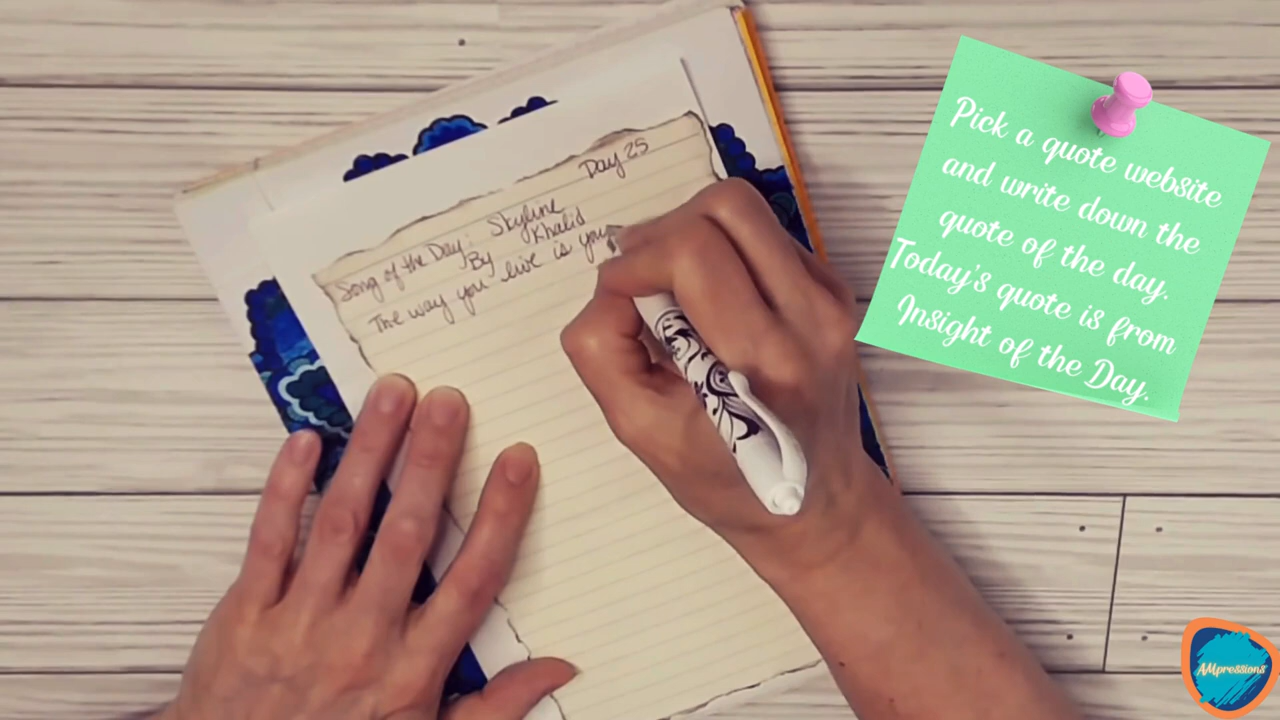 Day 25
Song of the Day: Skyline
By Khalid
The way you live is you
Pick a quote website
and write down the
quote of the day.
Today's quote is from
Insight of the Day.
AMpressions